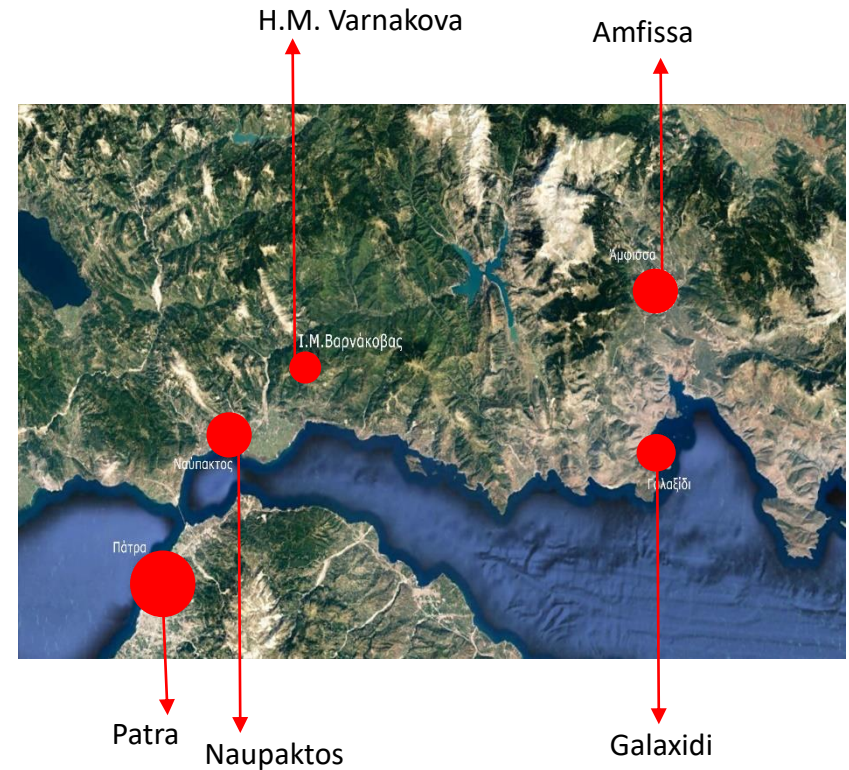 H.M. Varnakova
Amfissa
Άμφισσα
Ι.Μ.Βαρνάκοβας
Ναύπακτος
Γαλαξίδι
Πάτρα
Patra
Naupaktos
Galaxidi